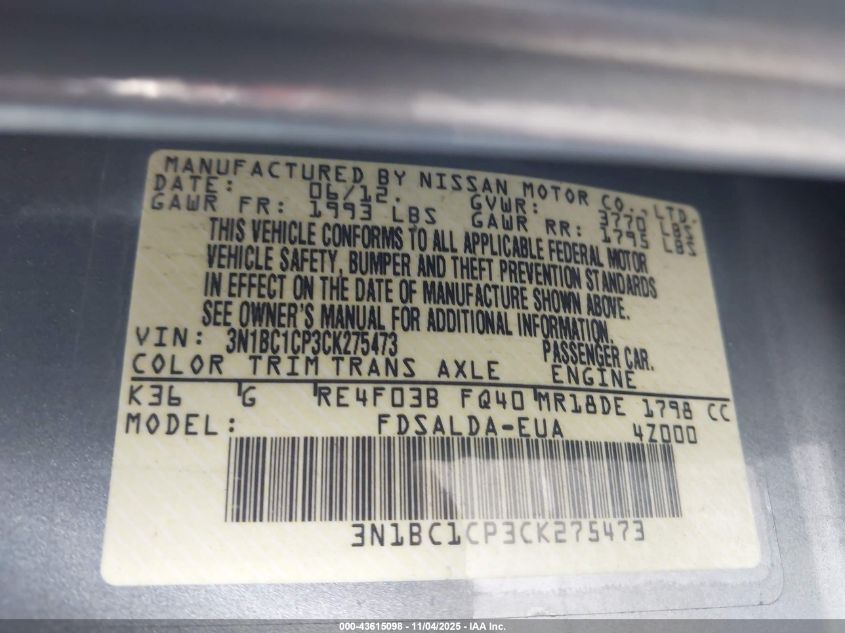 MANUFACTURED BY NISSAN MOTOR CO., LTD.
DATE: 06/12. GVWR: 3770 LBS
GAWR FR: 1993 LBS GAWR RR: 1795 LBS
THIS VEHICLE CONFORMS TO ALL APPLICABLE FEDERAL MOTOR
VEHICLE SAFETY, BUMPER AND THEFT PREVENTION STANDARDS
IN EFFECT ON THE DATE OF MANUFACTURE SHOWN ABOVE.
SEE OWNER'S MANUAL FOR ADDITIONAL INFORMATION.
VIN: 3N1BC1CP3CK275473 PASSENGER CAR.
COLOR TRIM TRANS AXLE ENGINE
K36 G RE4F03B FQ40 MR18DE 1798 CC
MODEL: FDSALDA-EUA 4Z000
3N1BC1CP3CK275473
000-43615098 - 11/04/2025 - IAA Inc.